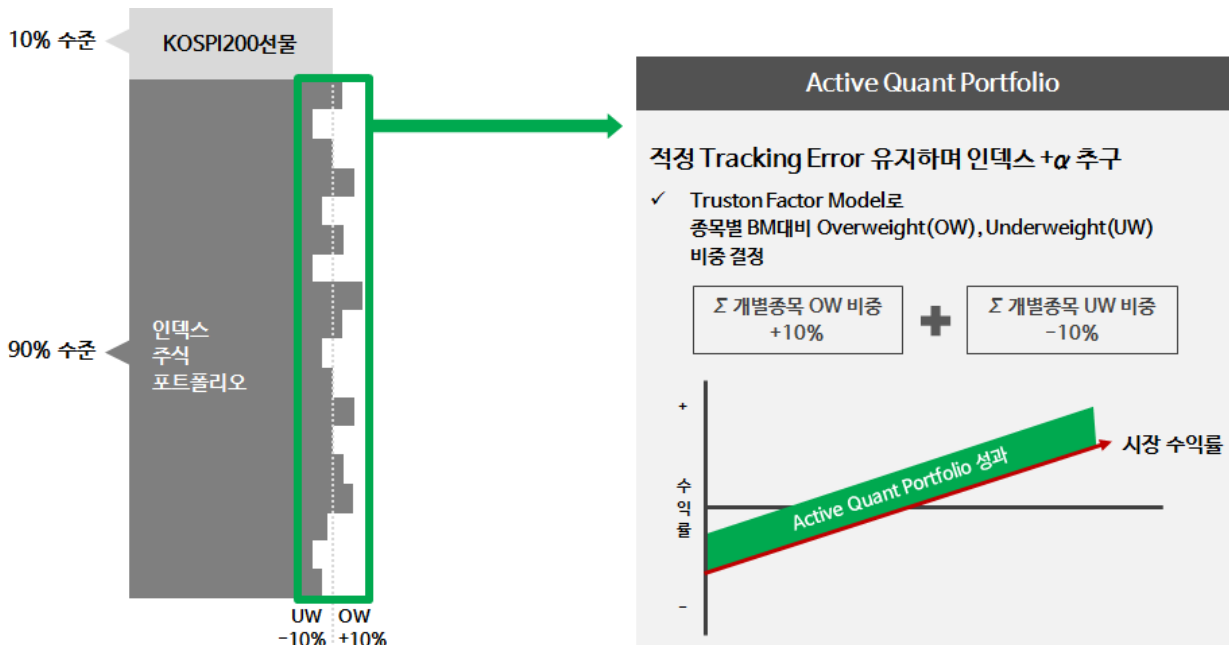 10% 수준
KOSPI200선물
90% 수준
인덱스
주식
포트폴리오
UW OW
-10% +10%
Active Quant Portfolio
적정 Tracking Error 유지하며 인덱스 +α 추구
✓ Truston Factor Model로
종목별 BM대비 Overweight(OW), Underweight(UW)
비중 결정
Σ 개별종목 OW 비중
+10%
Σ 개별종목 UW 비중
-10%
+
수
익
률
-
Active Quant Portfolio 성과
시장 수익률